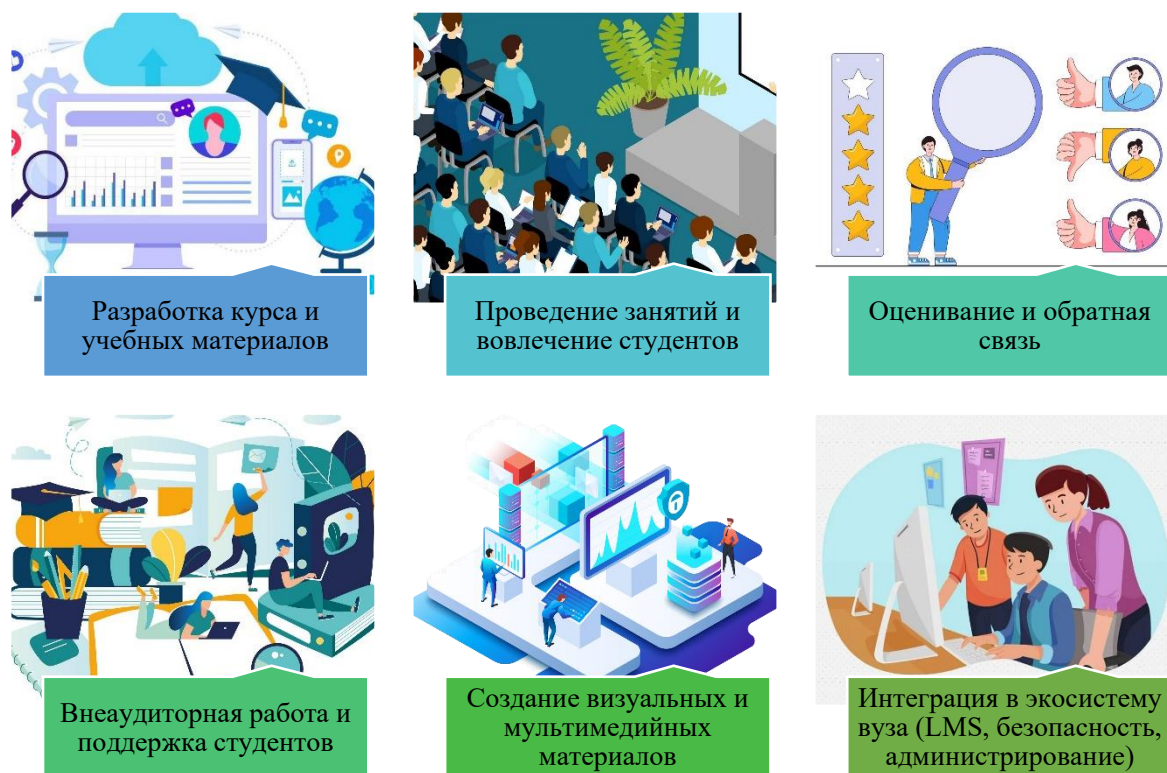 Разработка курса и
учебных материалов
Проведение занятий и
вовлечение студентов
Оценивание и обратная
связь
Внеаудиторная работа и
поддержка студентов
Создание визуальных и
мультимедийных
материалов
Интеграция в экосистему
вуза (LMS, безопасность,
администрирование)